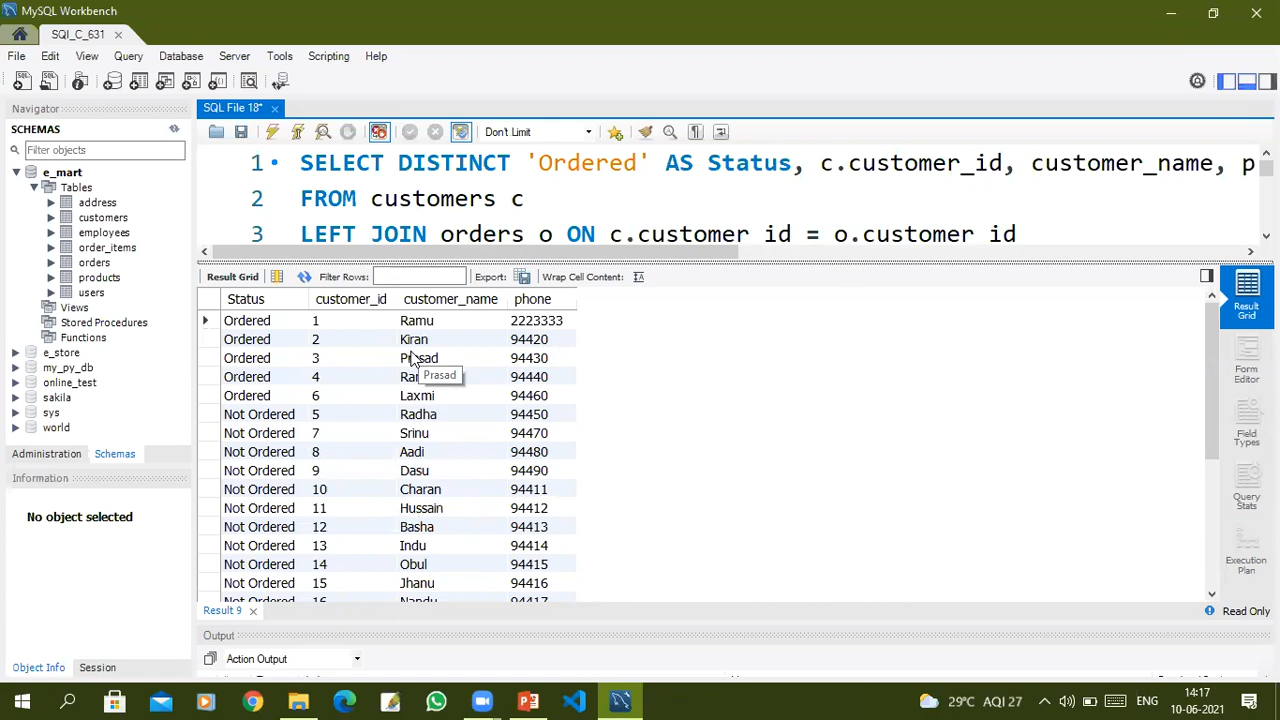 MySQL Workbench
SQl_C_631
File Edit View Query Database Server Tools Scripting Help
Navigator
SCHEMAS
Filter objects
e_mart
Tables
address
customers
employees
order_items
orders
products
users
Views
Stored Procedures
Functions
e_store
my_py_db
online_test
sakila
sys
world
Administration Schemas
Information
No object selected
Object Info Session
SQL File 18*
Don't Limit
1 SELECT DISTINCT 'Ordered' AS Status, c.customer_id, customer_name, p
2 FROM customers c
3 LEFT JOIN orders o ON c.customer_id = o.customer_id
Result Grid Filter Rows: Export: Wrap Cell Content:
Status customer_id customer_name phone
Ordered 1 Ramu 2223333
Ordered 2 Kiran 94420
Ordered 3 Prasad 94430
Ordered 4 94440
Prasad
Ordered 6 Laxmi 94460
Not Ordered 5 Radha 94450
Not Ordered 7 Srinu 94470
Not Ordered 8 Aadi 94480
Not Ordered 9 Dasu 94490
Not Ordered 10 Charan 94411
Not Ordered 11 Hussain 94412
Not Ordered 12 Basha 94413
Not Ordered 13 Indu 94414
Not Ordered 14 Obul 94415
Not Ordered 15 Jhanu 94416
Not Ordered 16 Nandu 94417
Result Grid
Form Editor
Field Types
Query Stats
Execution Plan
Result 9
Read Only
Output
Action Output
29°C AQI 27
ENG
14:17
10-06-2021